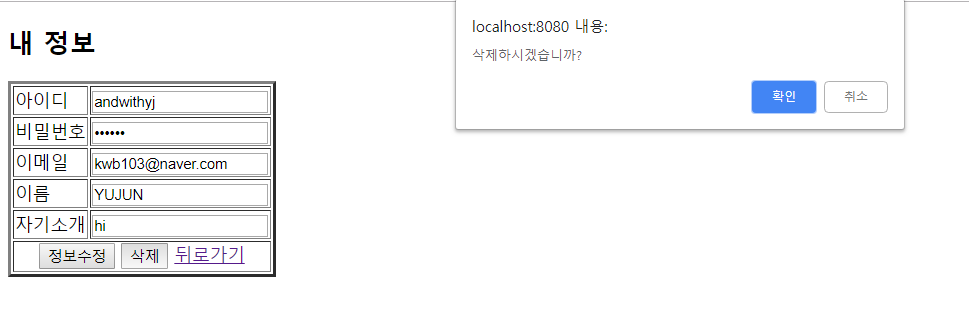 내 정보
localhost:8080 내용:
삭제하시겠습니까?
확인 취소
아이디 andwithyj
비밀번호 ••••••
이메일 kwb103@naver.com
이름 YUJUN
자기소개 hi
정보수정 삭제 뒤로가기